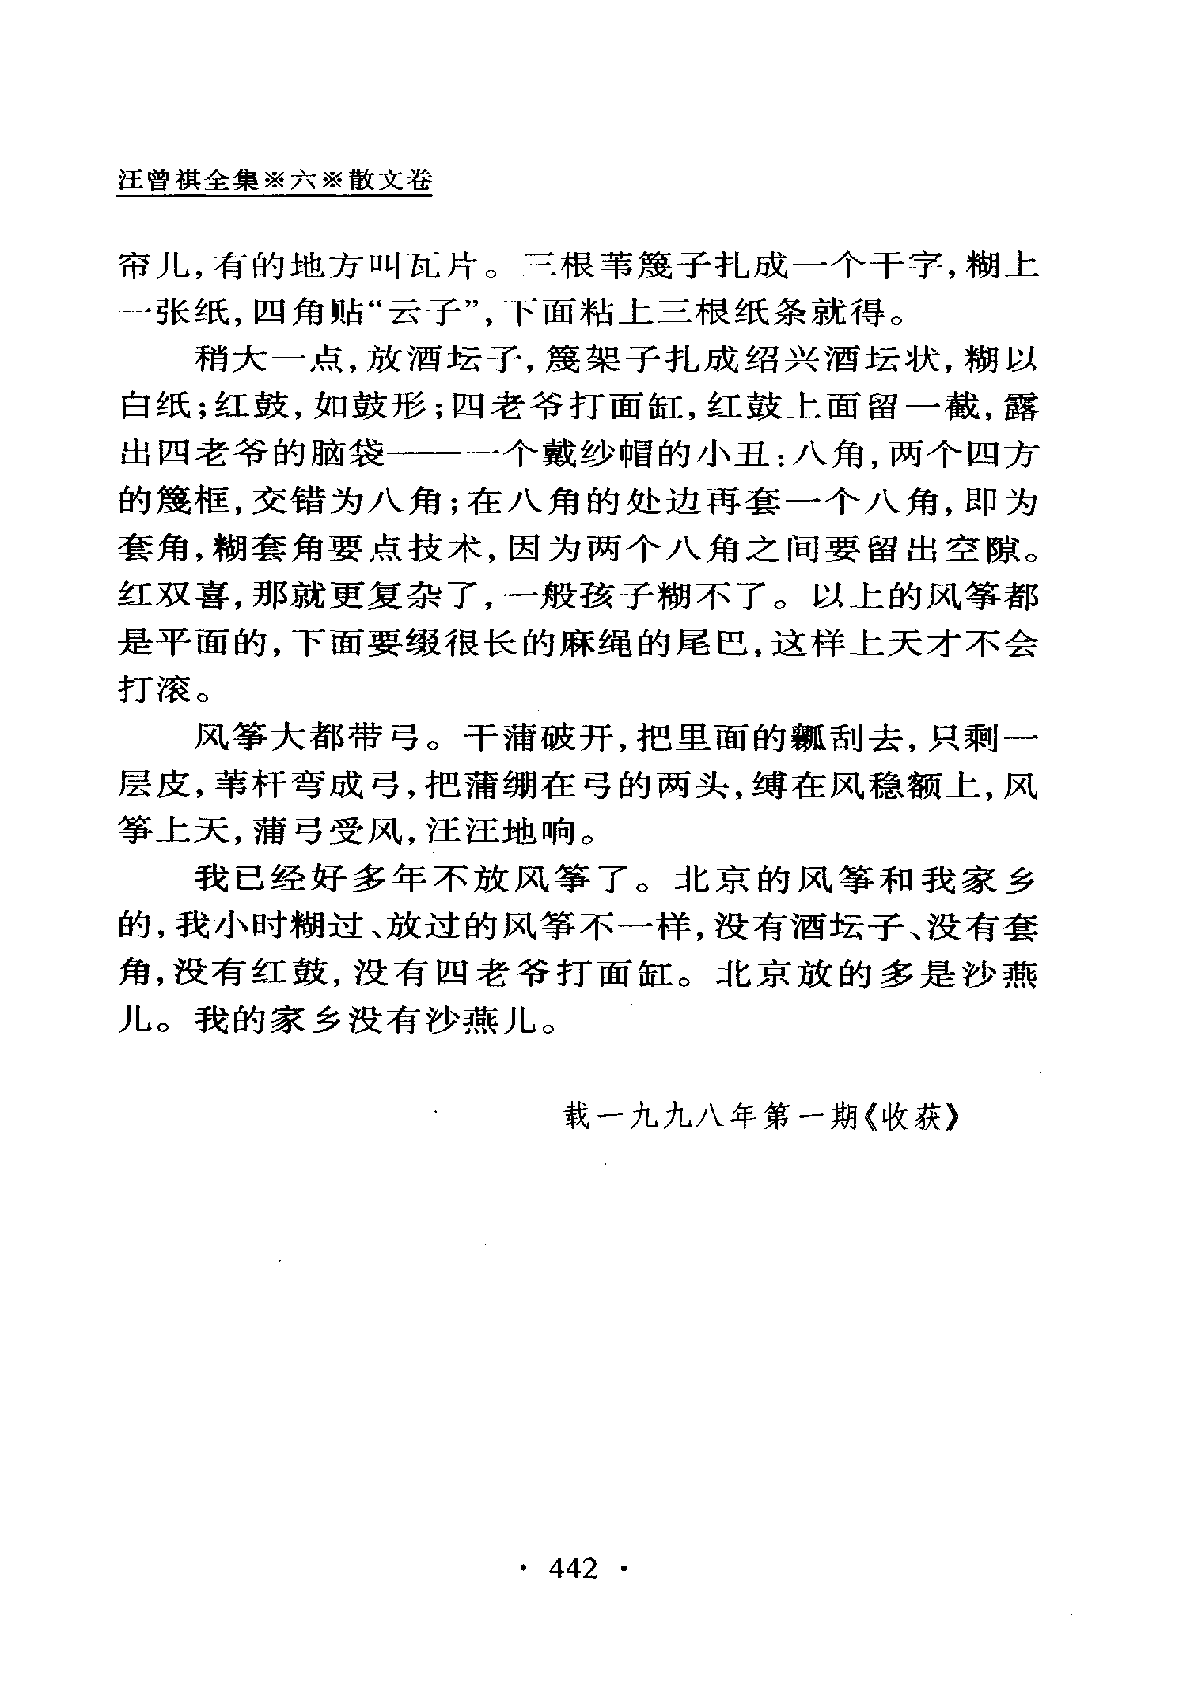 汪曾祺全集※六※散文卷
帘儿,有的地方叫瓦片。三根苇篾子扎成一个干字,糊上
一张纸,四角贴“云子”,下面粘上三根纸条就得。
稍大一点,放酒坛子,篾架子扎成绍兴酒坛状,糊以
白纸;红鼓,如鼓形;四老爷打面缸,红鼓上面留一截,露
出四老爷的脑袋——一个戴纱帽的小丑:八角,两个四方
的篾框,交错为八角;在八角的处边再套一个八角,即为
套角,糊套角要点技术,因为两个八角之间要留出空隙。
红双喜,那就更复杂了,一般孩子糊不了。以上的风筝都
是平面的,下面要缀很长的麻绳的尾巴,这样上天才不会
打滚。
风筝大都带弓。干蒲破开,把里面的瓤刮去,只剩一
层皮,苇杆弯成弓,把蒲绷在弓的两头,缚在风稳额上,风
筝上天,蒲弓受风,汪汪地响。
我已经好多年不放风筝了。北京的风筝和我家乡
的,我小时糊过、放过的风筝不一样,没有酒坛子、没有套
角,没有红鼓,没有四老爷打面缸。北京放的多是沙燕
儿。我的家乡没有沙燕儿。
载一九九八年第一期《收获》
· 442 ·